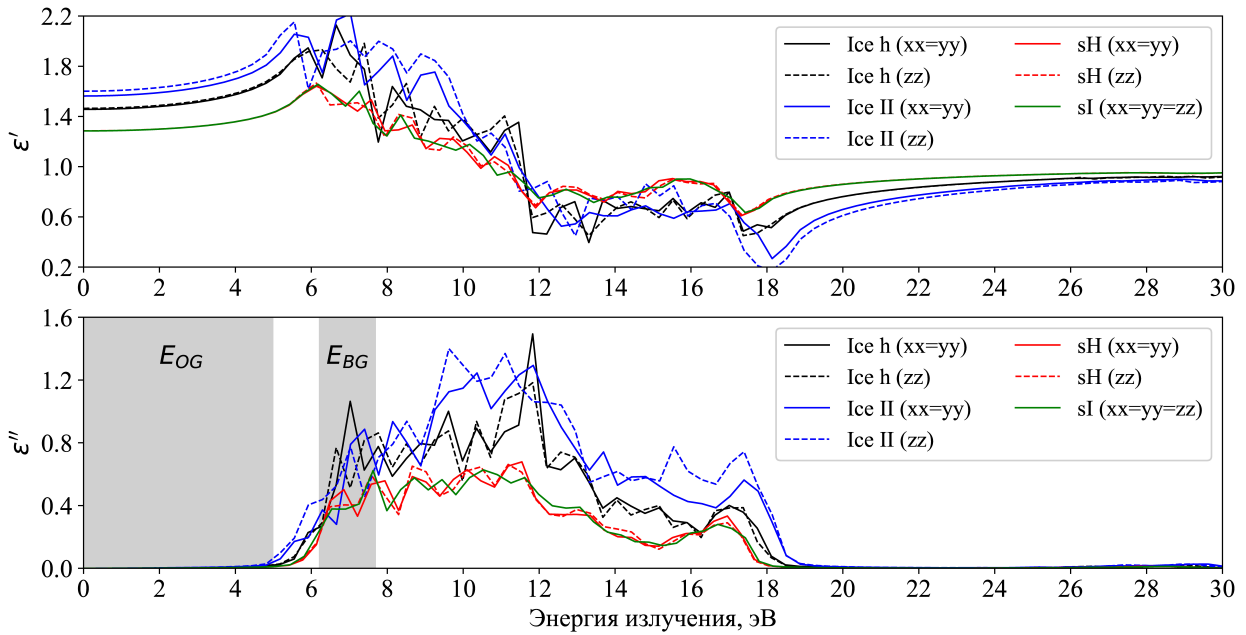 2.2
1.8
1.4
1.0
0.6
0.2
ε′
Ice h (xx=yy)
Ice h (zz)
Ice II (xx=yy)
Ice II (zz)
sH (xx=yy)
sH (zz)
sI (xx=yy=zz)
0 2 4 6 8 10 12 14 16 18 20 22 24 26 28 30
1.6
1.2
0.8
0.4
0.0
ε″
E_OG
E_BG
Ice h (xx=yy)
Ice h (zz)
Ice II (xx=yy)
Ice II (zz)
sH (xx=yy)
sH (zz)
sI (xx=yy=zz)
0 2 4 6 8 10 12 14 16 18 20 22 24 26 28 30
Энергия излучения, эВ